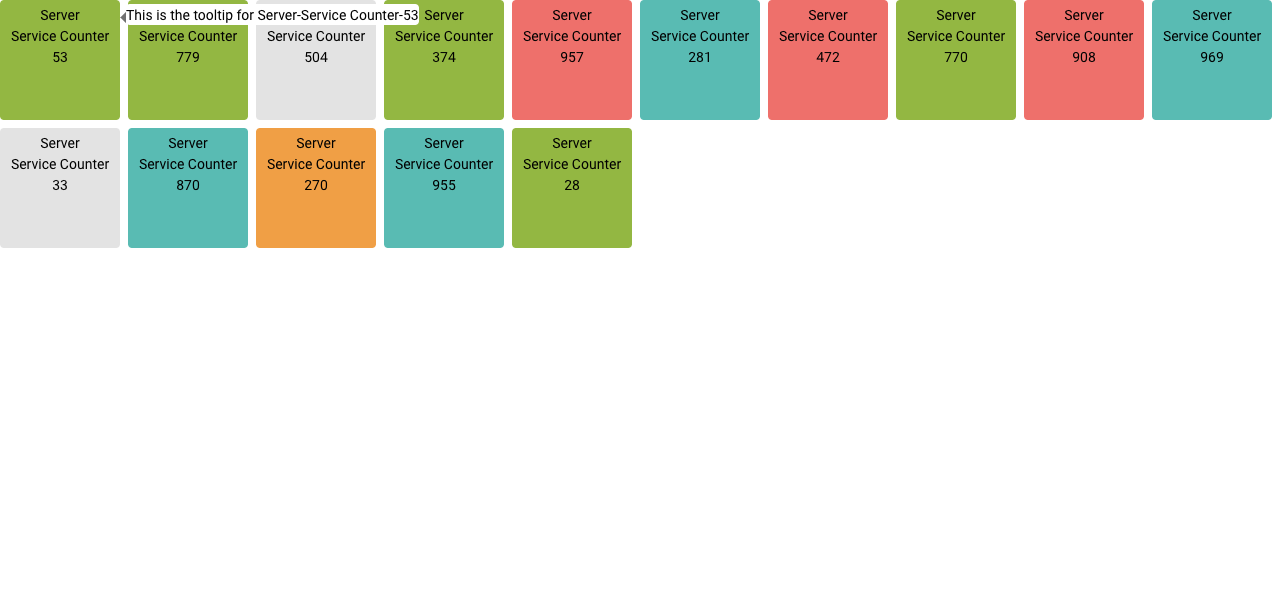 Server
Service Counter
53
This is the tooltip for Server-Service Counter-53
Service Counter
779
Service Counter
504
Server
Service Counter
374
Server
Service Counter
957
Server
Service Counter
281
Server
Service Counter
472
Server
Service Counter
770
Server
Service Counter
908
Server
Service Counter
969
Server
Service Counter
33
Server
Service Counter
870
Server
Service Counter
270
Server
Service Counter
955
Server
Service Counter
28